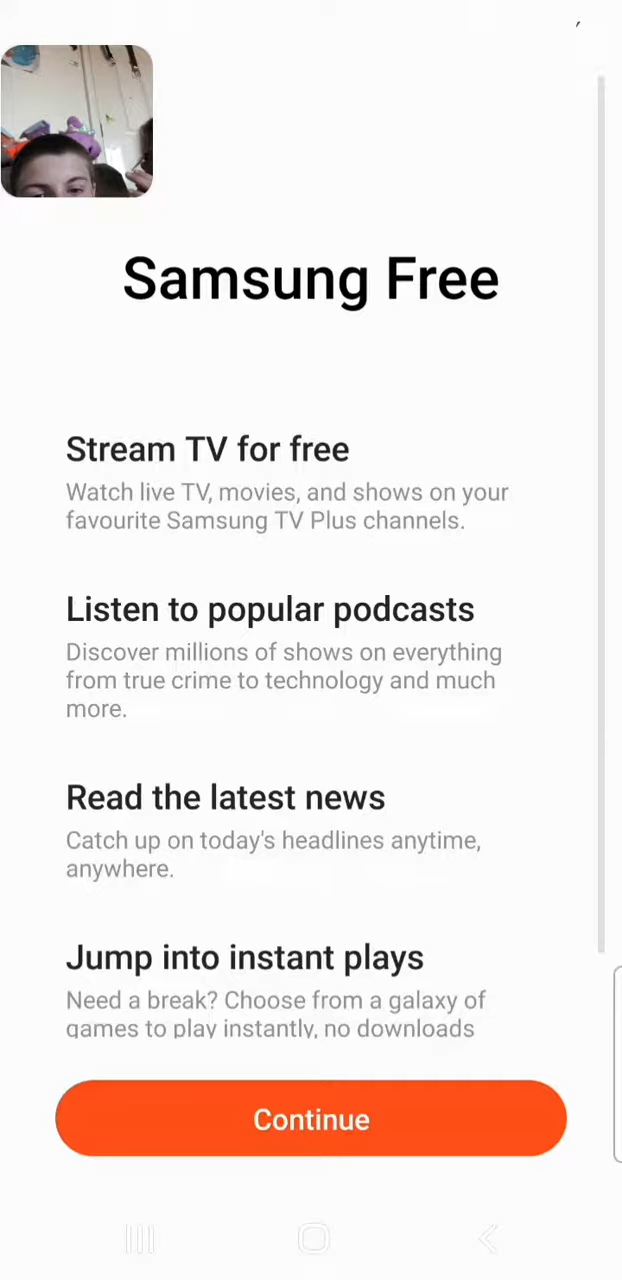 Samsung Free
Stream TV for free
Watch live TV, movies, and shows on your
favourite Samsung TV Plus channels.
Listen to popular podcasts
Discover millions of shows on everything
from true crime to technology and much
more.
Read the latest news
Catch up on today's headlines anytime,
anywhere.
Jump into instant plays
Need a break? Choose from a galaxy of
games to play instantly, no downloads
Continue